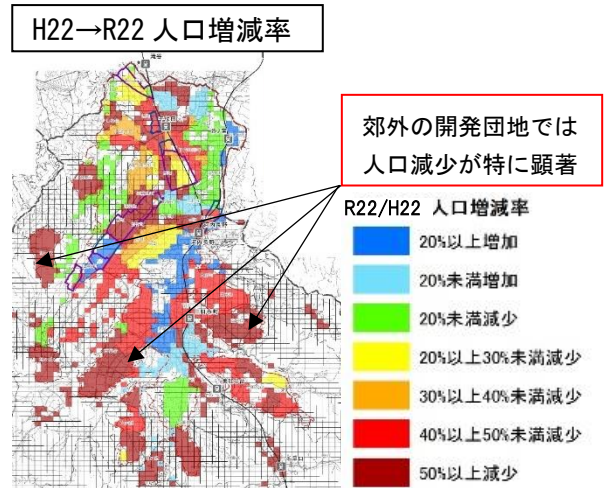 H22→R22 人口増減率
郊外の開発団地では
人口減少が特に顕著
R22/H22 人口増減率
20%以上増加
20%未満増加
20%未満減少
20%以上30%未満減少
30%以上40%未満減少
40%以上50%未満減少
50%以上減少